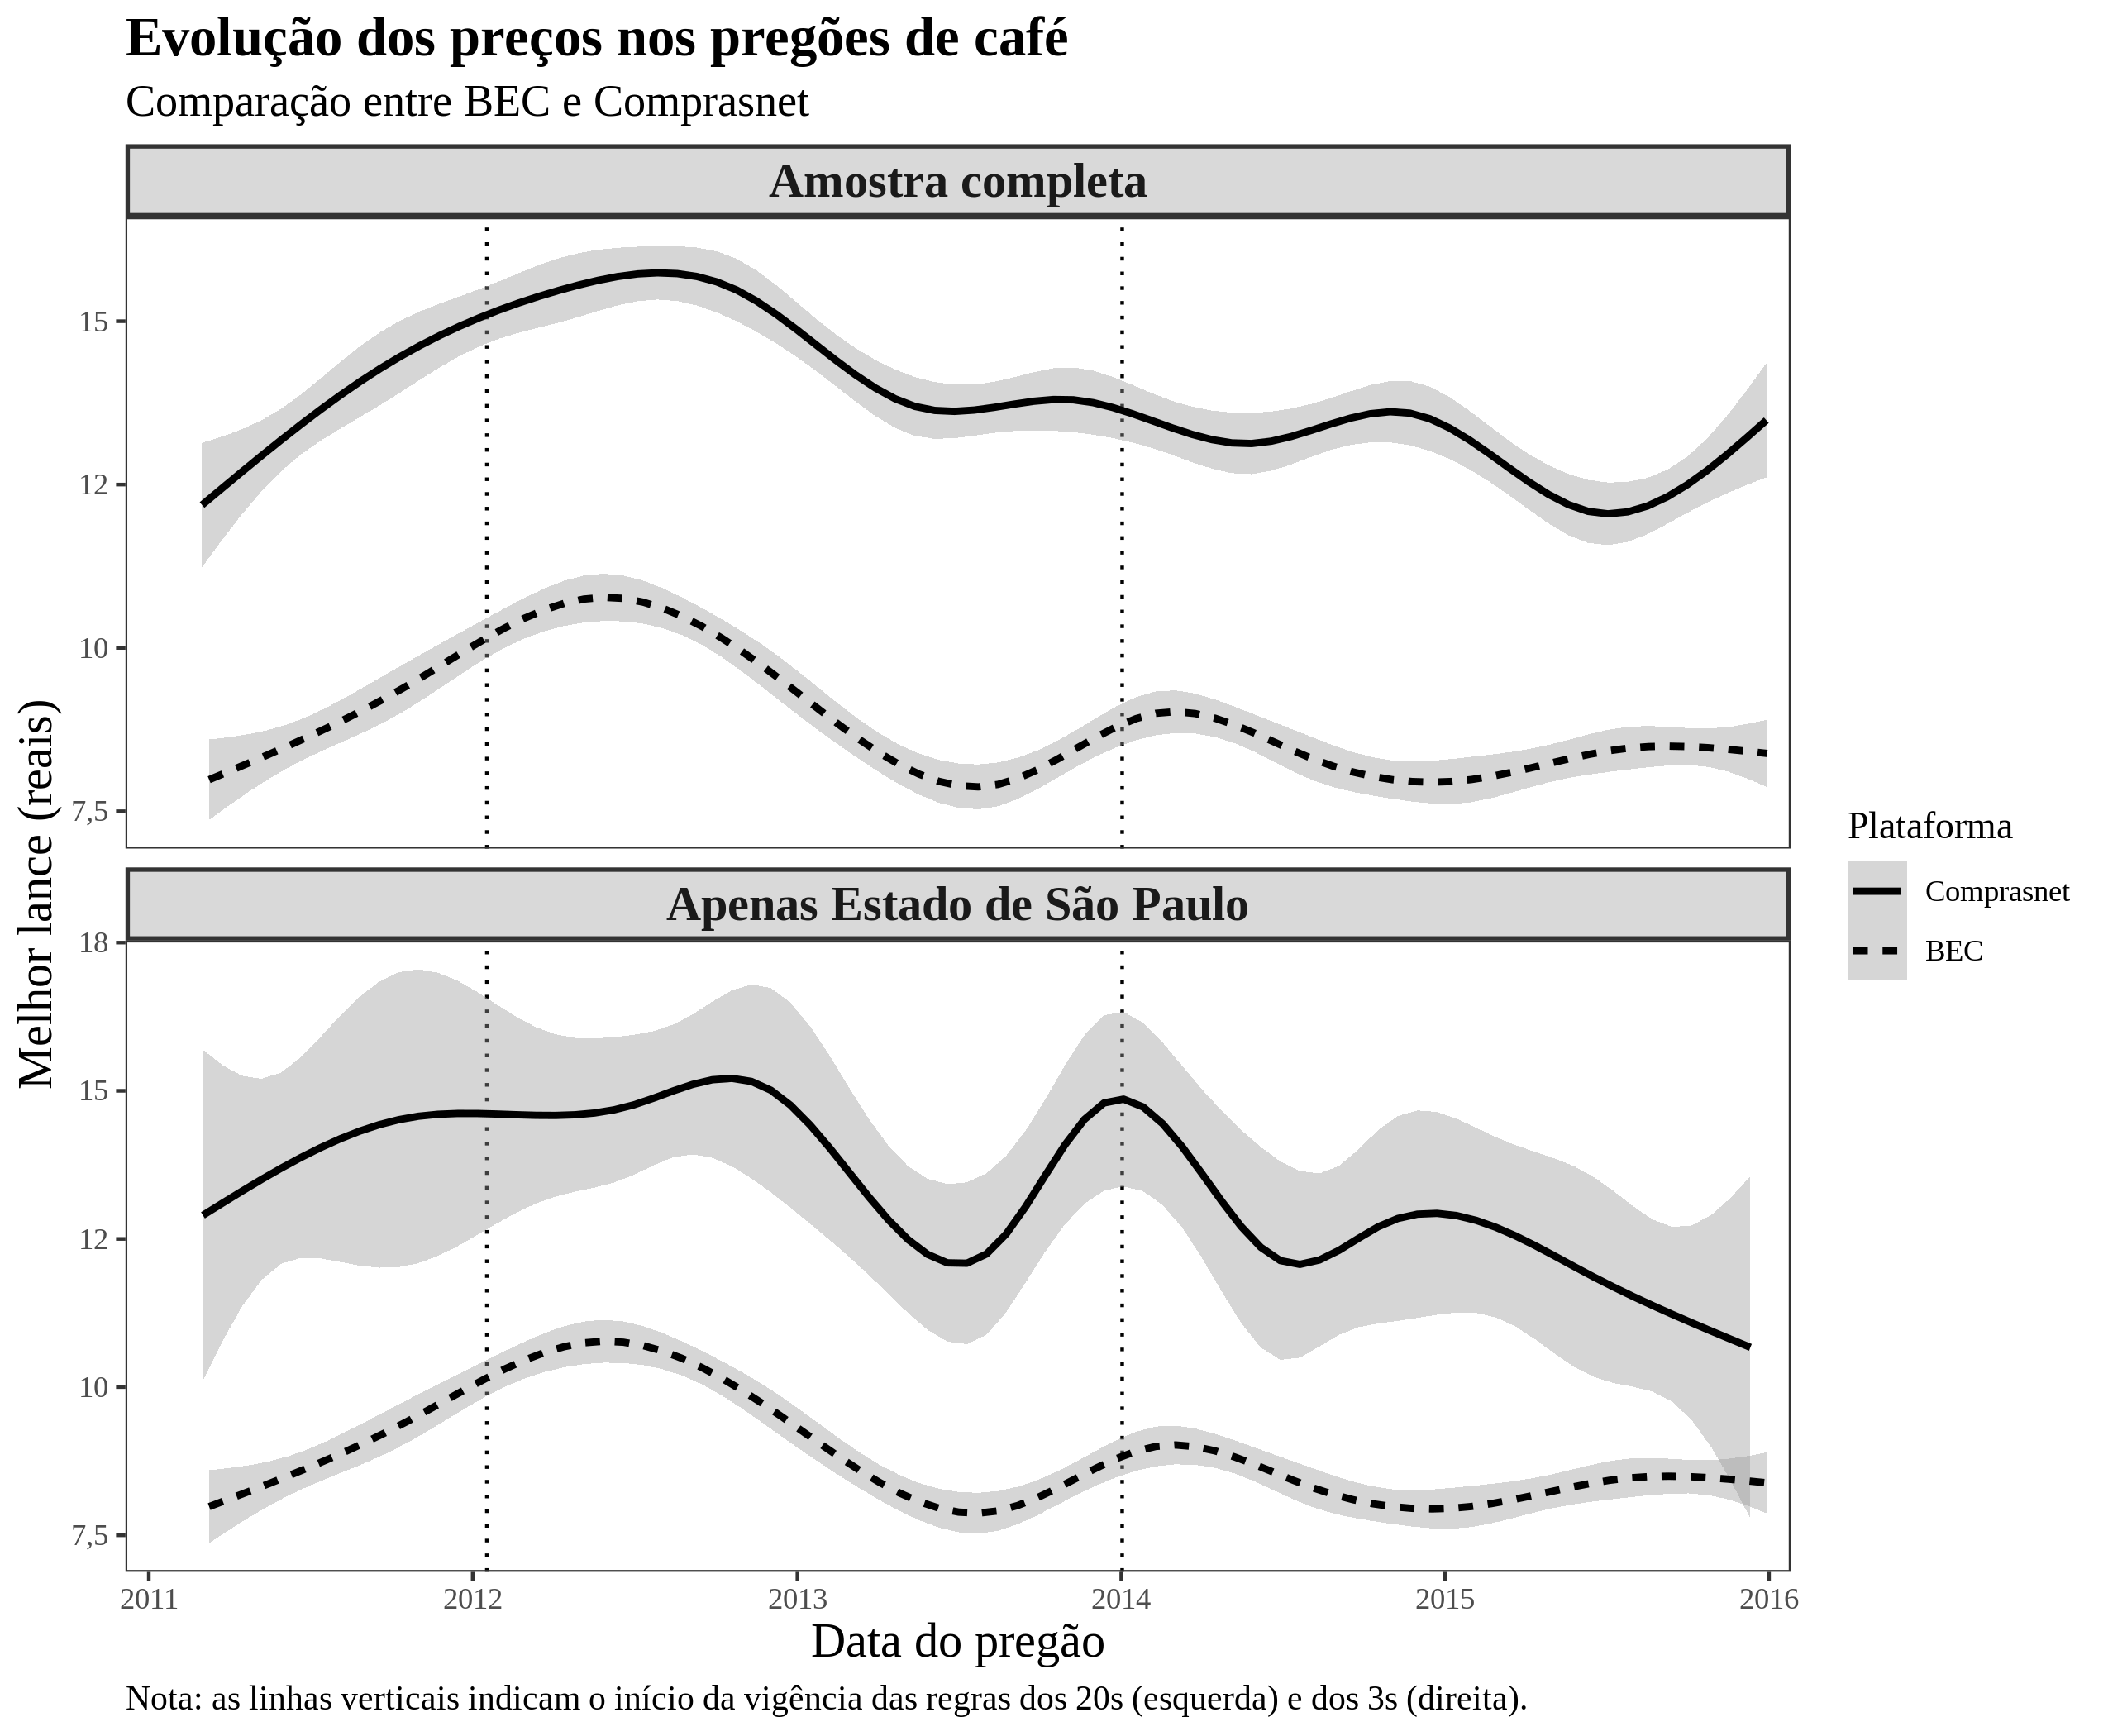 Evolução dos preços nos pregões de café
Comparação entre BEC e Comprasnet
Amostra completa
15
12
10
7,5
Melhor lance (reais)
Apenas Estado de São Paulo
18
15
12
10
7,5
2011 2012 2013 2014 2015 2016
Data do pregão
Nota: as linhas verticais indicam o início da vigência das regras dos 20s (esquerda) e dos 3s (direita).
Plataforma
Comprasnet
BEC